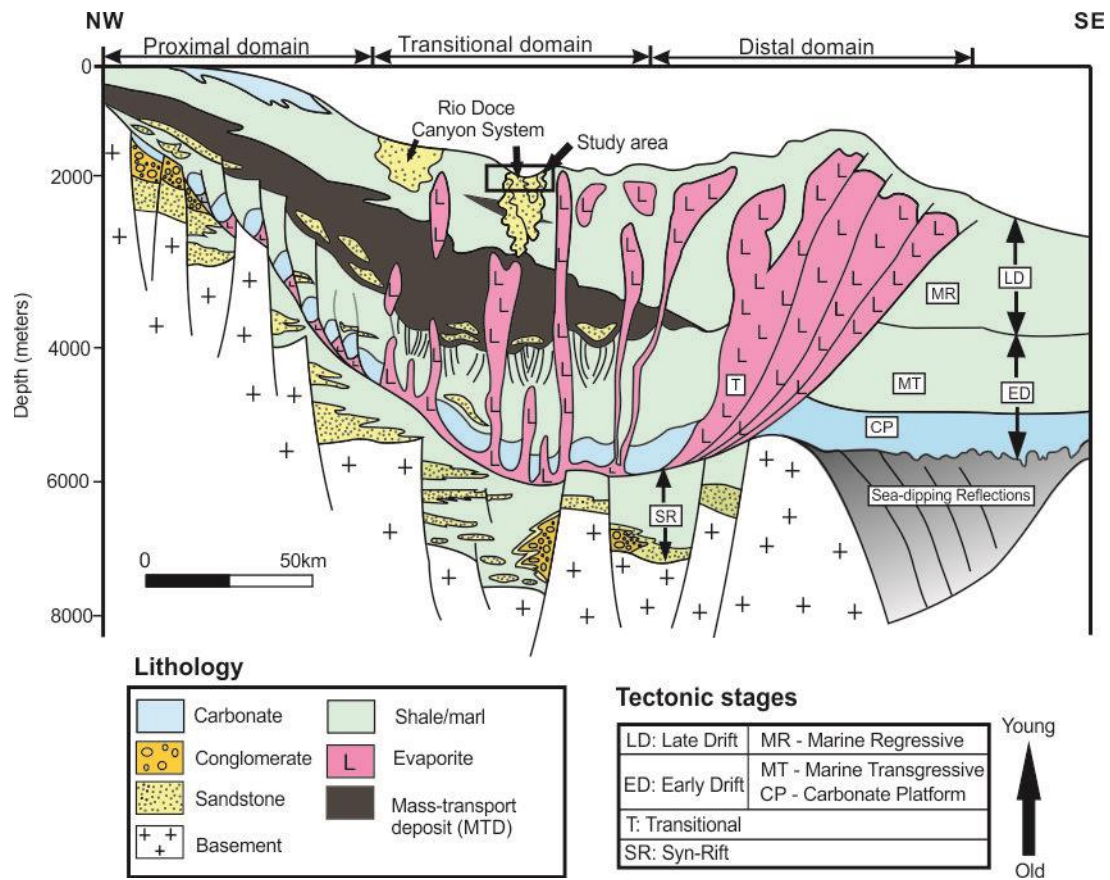 NW
SE
Proximal domain
Transitional domain
Distal domain
0
2000
4000
6000
8000
Depth (meters)
Rio Doce
Canyon System
Study area
L
LD
MR
ED
MT
T
CP
SR
Sea-dipping Reflections
0
50km
Lithology
Carbonate
Conglomerate
Sandstone
Basement
Shale/marl
L
Evaporite
Mass-transport
deposit (MTD)
Tectonic stages
LD: Late Drift
MR - Marine Regressive
ED: Early Drift
MT - Marine Transgressive
CP - Carbonate Platform
T: Transitional
SR: Syn-Rift
Young
Old